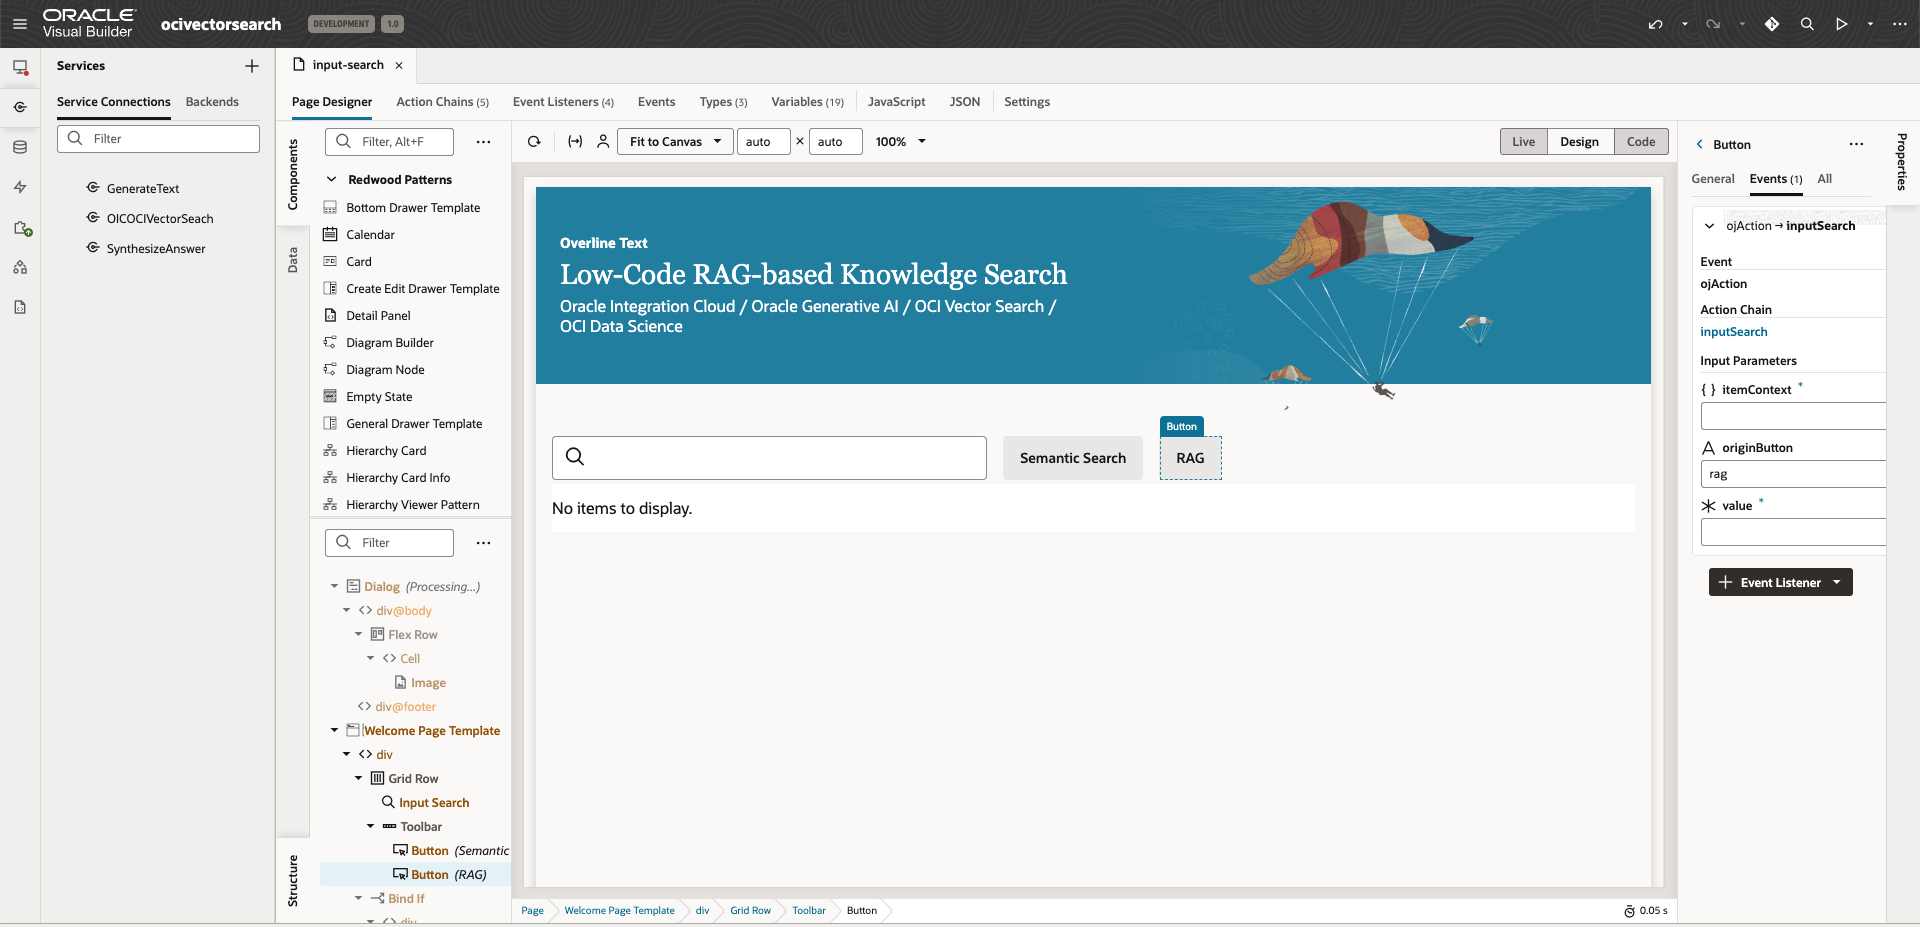 ORACLE
Visual Builder
ocivectorsearch
DEVELOPMENT
1.0
Services
Service Connections
Backends
Filter
GenerateText
OICOCIVectorSeach
SynthesizeAnswer
input-search
Page Designer
Action Chains (5)
Event Listeners (4)
Events
Types (3)
Variables (19)
JavaScript
JSON
Settings
Components
Data
Structure
Filter, Alt+F
Redwood Patterns
Bottom Drawer Template
Calendar
Card
Create Edit Drawer Template
Detail Panel
Diagram Builder
Diagram Node
Empty State
General Drawer Template
Hierarchy Card
Hierarchy Card Info
Hierarchy Viewer Pattern
Filter
Dialog (Processing...)
div@body
Flex Row
Cell
Image
div@footer
Welcome Page Template
div
Grid Row
Input Search
Toolbar
Button (Semantic
Button (RAG)
Bind If
div
Fit to Canvas
auto × auto
100%
Live
Design
Code
Overline Text
Low-Code RAG-based Knowledge Search
Oracle Integration Cloud / Oracle Generative AI / OCI Vector Search /
OCI Data Science
Button
Semantic Search
RAG
No items to display.
Page
Welcome Page Template
div
Grid Row
Toolbar
Button
0.05 s
Button
Properties
General
Events (1)
All
ojAction → inputSearch
Event
ojAction
Action Chain
inputSearch
Input Parameters
{ } itemContext *
originButton
rag
value *
Event Listener